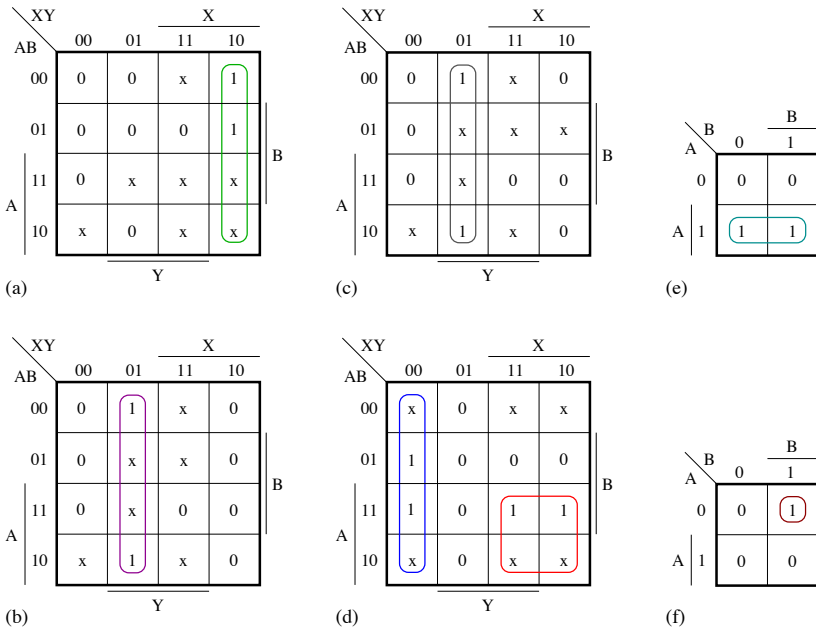 XY X
AB 00 01 11 10
00 0 0 x 1
01 0 0 0 1
B
A
11 0 x x x
10 x 0 x x
Y
(a)
XY X
AB 00 01 11 10
00 0 1 x 0
01 0 x x x
B
A
11 0 x 0 0
10 x 1 x 0
Y
(c)
B B
A 0 1
0 0 0
A 1 1 1
(e)
XY X
AB 00 01 11 10
00 0 1 x 0
01 0 x x 0
B
A
11 0 x 0 0
10 x 1 x 0
Y
(b)
XY X
AB 00 01 11 10
00 x 0 x x
01 1 0 0 0
B
A
11 1 0 1 1
10 x 0 x x
Y
(d)
B B
A 0 1
0 0 1
A 1 0 0
(f)